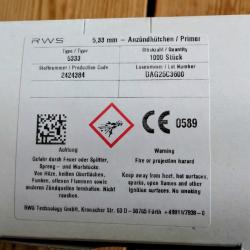 RWS 5,33 mm - Anzündhütchen / Primer
Type / Type
5333
Stückzahl / Quantity
1000 Stück
Stoffnummer / Production Code
2424384
Losnummer / Lot Number
DAG25C3600
0589
Achtung
Gefahr durch Feuer oder Splitter,
Spreng- und Wurfstücke.
Von Hitze, heißen Oberflächen,
Funken, offenen Flammen sowie
anderen Zündquellen fernhalten. Nicht
rauchen.
Warning
Fire or projection hazard
Keep away from heat, hot surfaces,
sparks, open flames and other
ignition sources. No smoking.
RWS Technology GmbH, Kronacher Str. 63 D - 90765 Fürth +49911/7938-0